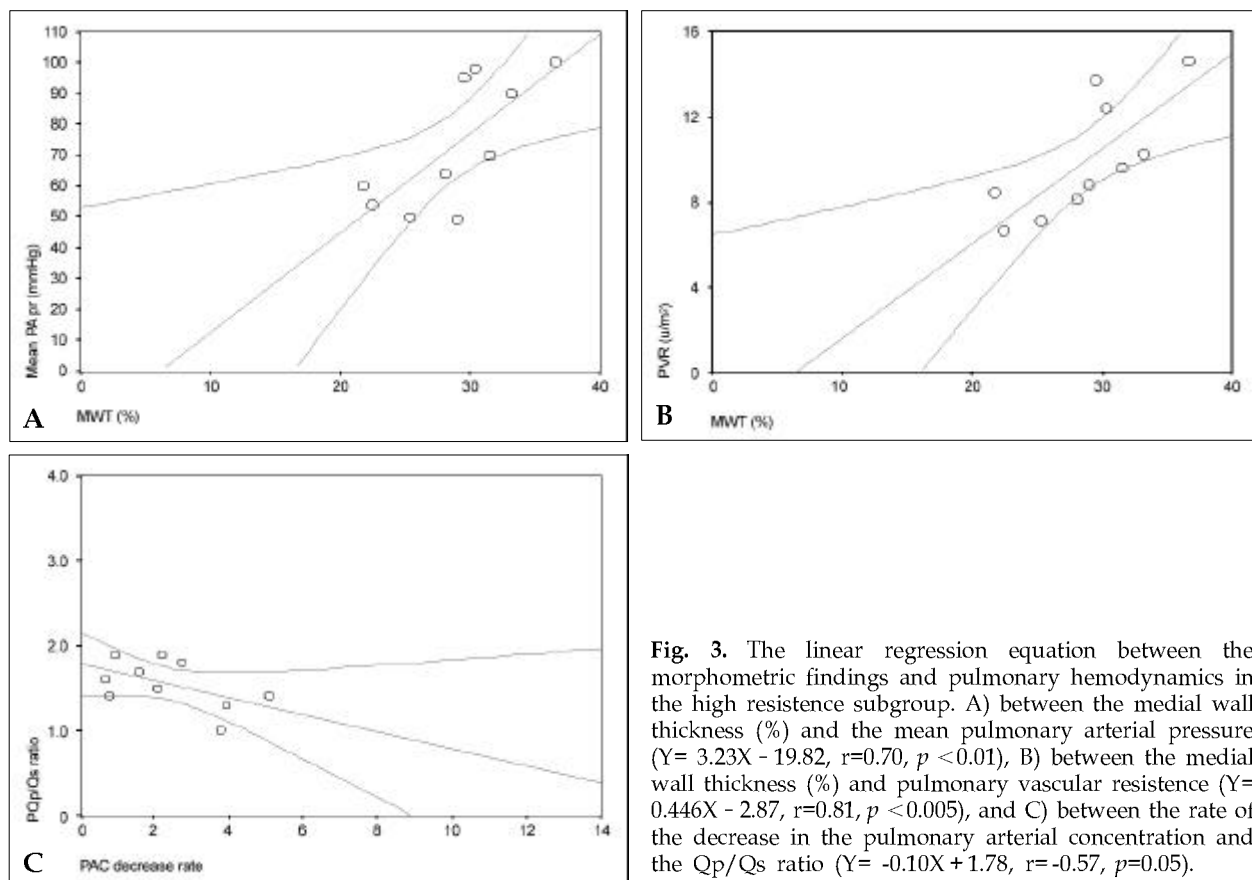 110
100
90
80
70
60
50
40
30
20
10
0
Mean PA pr (mmHg)
0 10 20 30 40
A MWT (%)
16
12
8
4
0
PVR (u/m²)
0 10 20 30 40
B MWT (%)
4.0
3.0
2.0
1.0
0
PQp/Qs ratio
0 2 4 6 8 10 12 14
C PAC decrease rate
Fig. 3. The linear regression equation between the
morphometric findings and pulmonary hemodynamics in
the high resistence subgroup. A) between the medial wall
thickness (%) and the mean pulmonary arterial pressure
(Y= 3.23X - 19.82, r=0.70, p <0.01), B) between the medial
wall thickness (%) and pulmonary vascular resistence (Y=
0.446X - 2.87, r=0.81, p <0.005), and C) between the rate of
the decrease in the pulmonary arterial concentration and
the Qp/Qs ratio (Y= -0.10X + 1.78, r= -0.57, p=0.05).